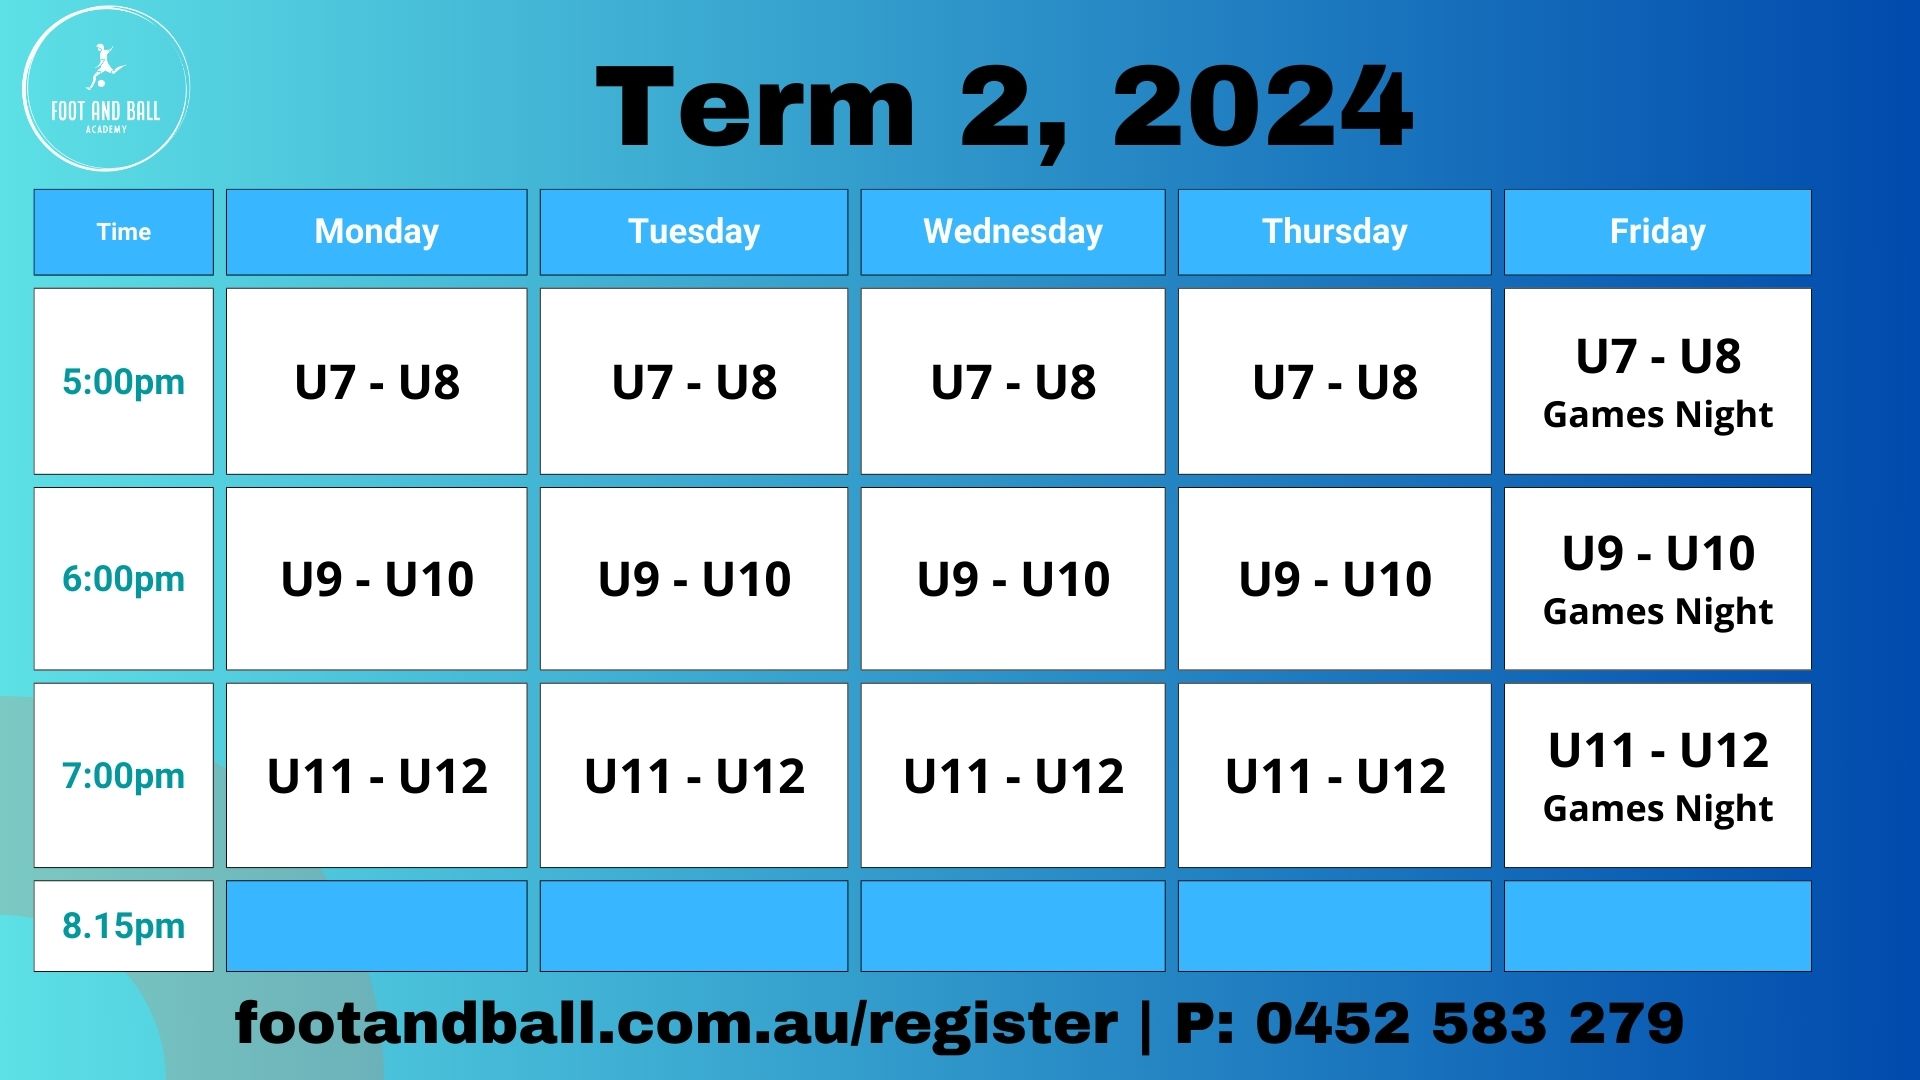 FOOT AND BALL
ACADEMY
Term 2, 2024
Time Monday Tuesday Wednesday Thursday Friday
5:00pm U7 - U8 U7 - U8 U7 - U8 U7 - U8 U7 - U8
Games Night
6:00pm U9 - U10 U9 - U10 U9 - U10 U9 - U10 U9 - U10
Games Night
7:00pm U11 - U12 U11 - U12 U11 - U12 U11 - U12 U11 - U12
Games Night
8.15pm
footandball.com.au/register | P: 0452 583 279